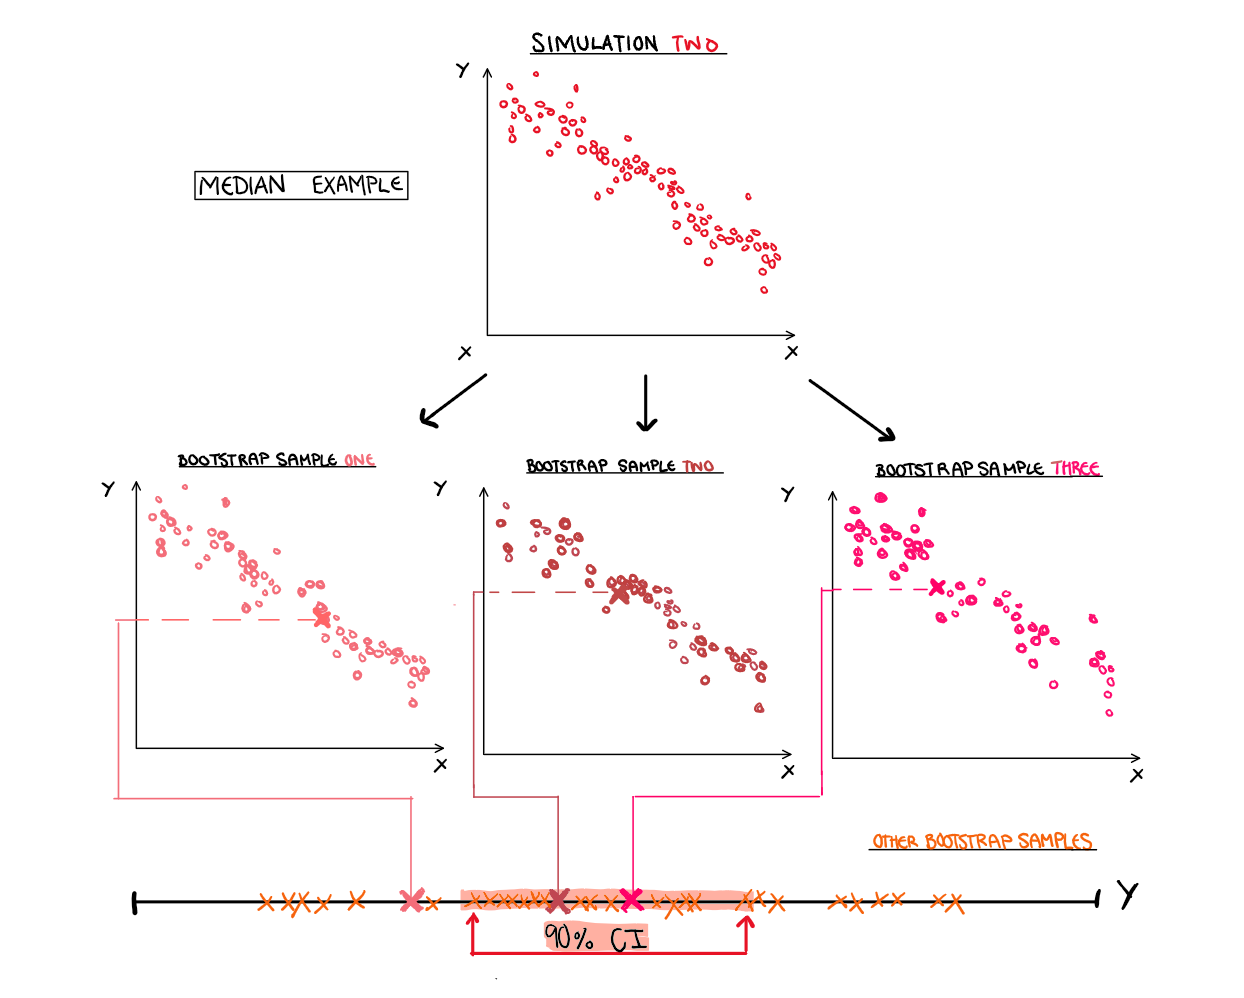 SIMULATION TWO
Y
MEDIAN EXAMPLE
X
X
BOOTSTRAP SAMPLE ONE
BOOTSTRAP SAMPLE TWO
BOOTSTRAP SAMPLE THREE
Y
Y
Y
X
X
X
OTHER BOOTSTRAP SAMPLES
Y
90% CI